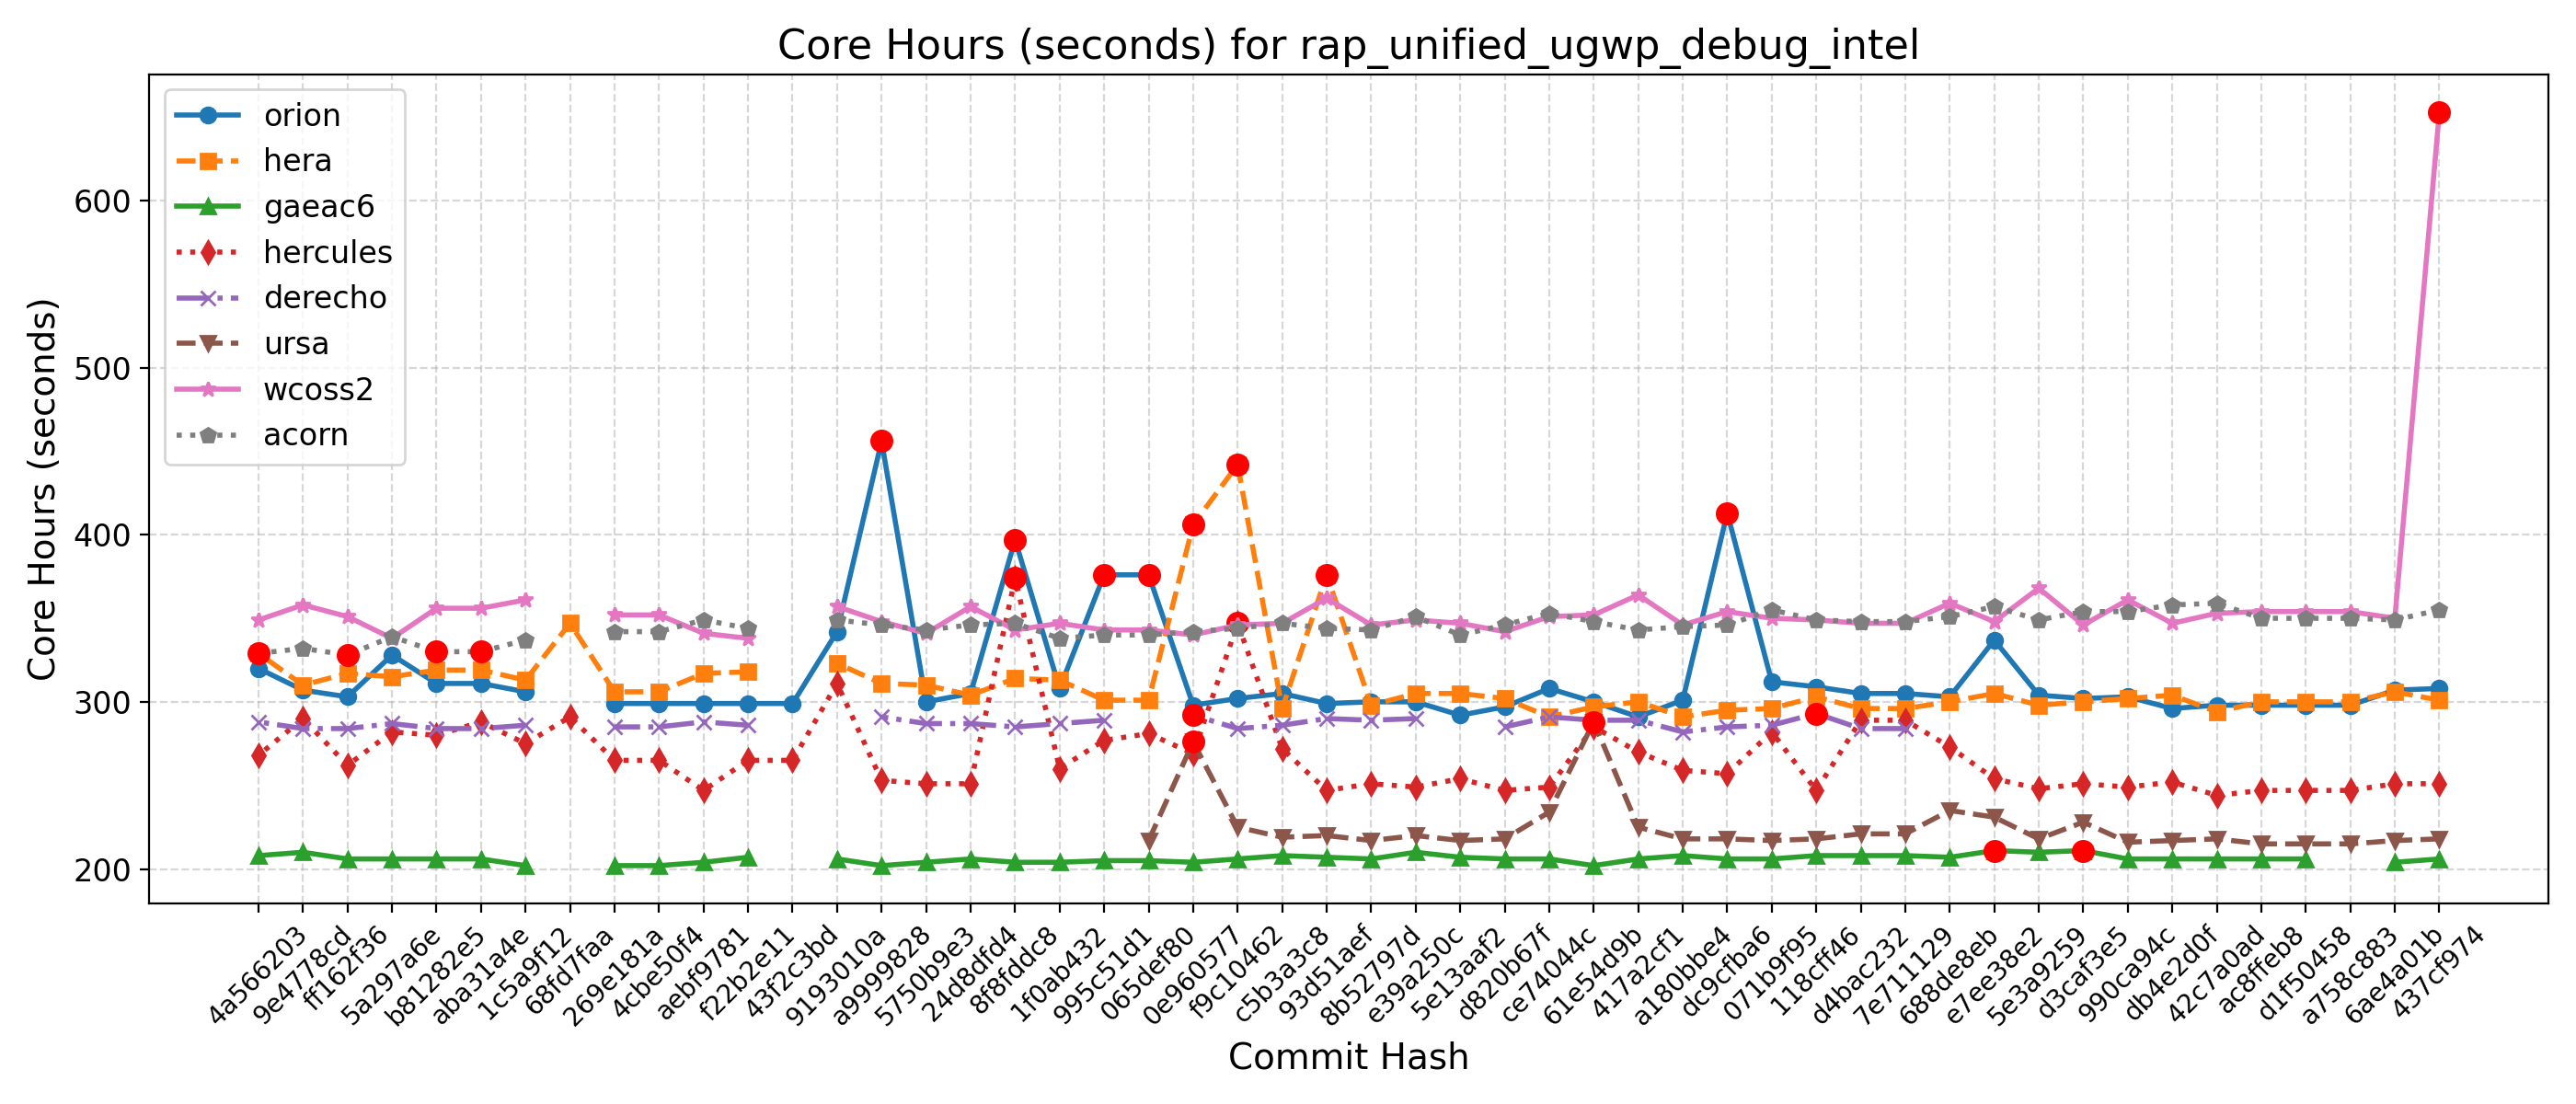 Core Hours (seconds) for rap_unified_ugwp_debug_intel
orion
hera
gaeac6
hercules
derecho
ursa
wcoss2
acorn
Core Hours (seconds)
600
500
400
300
200
4a566203
9e4778cd
ff162f36
5a297a6e
b81282e5
aba31a4e
1c5a9f12
68fd7faa
269e181a
4cbe50f4
aebf9781
f22b2e11
43f2c3bd
9193010a
a9999828
5750b9e3
24d8dfd4
8f8fddc8
1f0ab432
995c51d1
065def80
0e960577
f9c10462
c5b3a3c8
93d51aef
8b52797d
e39a250c
5e13aaf2
d820b67f
ce74044c
61e54d9b
417a2cf1
a180bbe4
dc9cfba6
071b9f95
118cff46
d4bac232
7e711129
688de8eb
e7ee38e2
5e3a9259
d3caf3e5
990ca94c
db4e2d0f
42c7a0ad
ac8ffeb8
d1f50458
a758c883
6ae4a01b
437cf974
Commit Hash